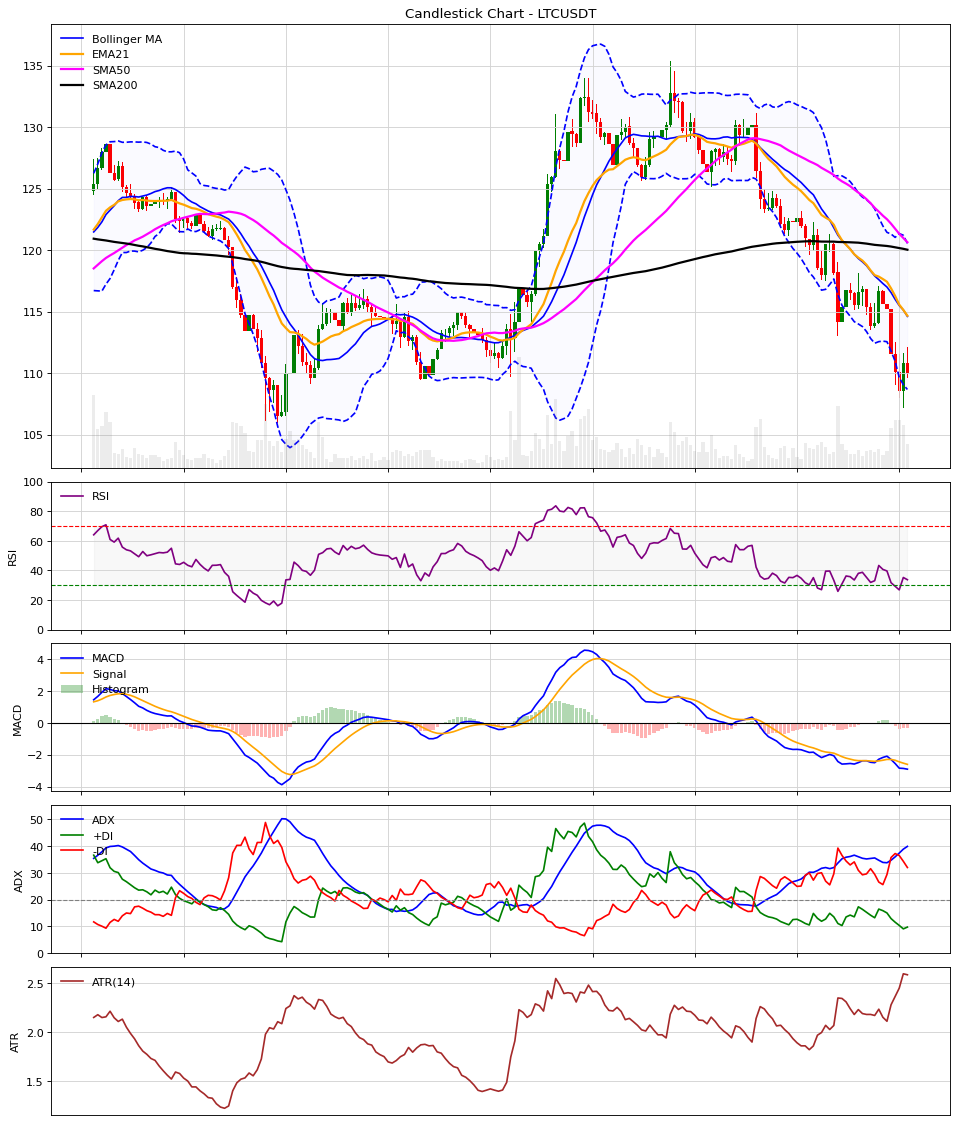 Candlestick Chart - LTCUSDT
Bollinger MA
EMA21
SMA50
SMA200
135
130
125
120
115
110
105
RSI
RSI
100
80
60
40
20
0
MACD
Signal
Histogram
MACD
4
2
0
−2
−4
ADX
+DI
-DI
ADX
50
40
30
20
10
0
ATR(14)
ATR
2.5
2.0
1.5